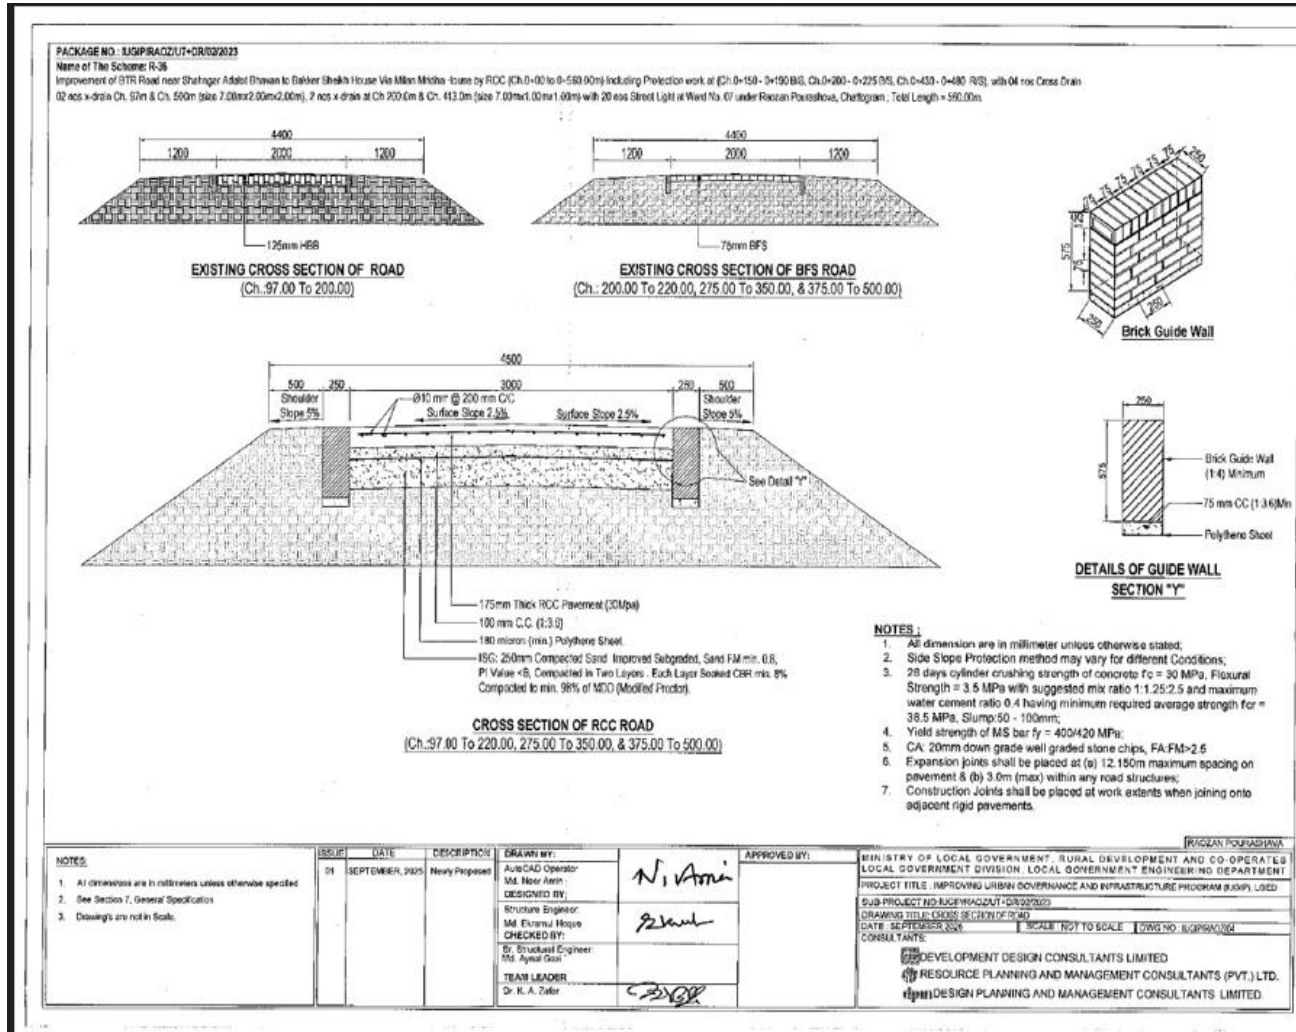 PACKAGE NO.: IUGIP/RAOZ/UT+DR/02/2023
Name of The Scheme: R-36
Improvement of BTR Road near Shafnger Adalot Bhavan to Bakker Sheikh House Via Milan Mridha House by RCC (Ch.0+00 to 0+560.00m) Including Protection work at (Ch.0+150 - 0+190 B/S, Ch.0+200 - 0+225 B/S, Ch.0+430 - 0+480 R/S), with 04 nos Cross Drain
02 nos x-drain Ch. 97m & Ch. 500m (size 7.00mx2.00mx2.00m), 2 nos x-drain at Ch 200.0m & Ch. 413.0m (size 7.00mx1.00mx1.00m) with 20 nos Street Light at Ward No. 07 under Raozan Pourashova, Chattogram ; Total Length = 560.00m
4400
1200 2000 1200
125mm HBB
EXISTING CROSS SECTION OF ROAD
(Ch.:97.00 To 200.00)
4400
1200 2000 1200
75mm BFS
EXISTING CROSS SECTION OF BFS ROAD
(Ch.: 200.00 To 220.00, 275.00 To 350.00, & 375.00 To 500.00)
75 75 75 75 75 75 75 250
125
575
75
250 250
Brick Guide Wall
4500
500 250 3000 250 500
Shoulder
Slope 5%
Ø10 mm @ 200 mm C/C
Surface Slope 2.5%
Surface Slope 2.5%
Shoulder
Slope 5%
See Detail "Y"
175mm Thick RCC Pavement (30Mpa)
100 mm C.C. (1:3:6)
180 micron (min.) Polythene Sheet
ISG: 250mm Compacted Sand Improved Subgraded, Sand FM min. 0.8,
PI Value <6, Compacted in Two Layers . Each Layer Soaked CBR min. 8%
Compacted to min. 98% of MDD (Modified Proctor).
CROSS SECTION OF RCC ROAD
(Ch.:97.00 To 220.00, 275.00 To 350.00, & 375.00 To 500.00)
250
575
Brick Guide Wall
(1:4) Minimum
75 mm CC (1:3:6)Min
Polythene Sheet
DETAILS OF GUIDE WALL
SECTION "Y"
NOTES :
1. All dimension are in millimeter unless otherwise stated;
2. Side Slope Protection method may vary for different Conditions;
3. 28 days cylinder crushing strength of concrete f'c = 30 MPa, Flexural
Strength = 3.5 MPa with suggested mix ratio 1:1.25:2.5 and maximum
water cement ratio 0.4 having minimum required average strength f'cr =
38.5 MPa, Slump:50 - 100mm;
4. Yield strength of MS bar fy = 400/420 MPa;
5. CA: 20mm down grade well graded stone chips, FA:FM>2.5
6. Expansion joints shall be placed at (a) 12.150m maximum spacing on
pavement & (b) 3.0m (max) within any road structures;
7. Construction Joints shall be placed at work extents when joining onto
adjacent rigid pavements.
NOTES:
1. All dimensions are in millimeters unless otherwise specified
2. See Section 7, General Specification
3. Drawing's are not in Scale.
ISSUE DATE DESCRIPTION
01 SEPTEMBER, 2025 Newly Proposed
DRAWN BY:
AutoCAD Operator
Md. Noor Amin
DESIGNED BY:
Structure Engineer
Md. Ekramul Hoque
CHECKED BY:
Sr. Structural Engineer
Md. Aynal Gazi
TEAM LEADER
Dr. K. A. Zafor
N. Amin
APPROVED BY:
RAOZAN POURASHAVA
MINISTRY OF LOCAL GOVERNMENT, RURAL DEVELOPMENT AND CO-OPERATES
LOCAL GOVERNMENT DIVISION, LOCAL GONERNMENT ENGINEERING DEPARTMENT
PROJECT TITLE : IMPROVING URBAN GOVERNANCE AND INFRASTRUCTURE PROGRAM (IUGIP), LGED
SUB-PROJECT NO:IUGIP/RAOZ/UT+DR/02/2023
DRAWING TITLE: CROSS SECTION OF ROAD
DATE : SEPTEMBER, 2025 SCALE : NOT TO SCALE DWG NO :
CONSULTANTS:
DEVELOPMENT DESIGN CONSULTANTS LIMITED
RESOURCE PLANNING AND MANAGEMENT CONSULTANTS (PVT.) LTD.
dpm DESIGN PLANNING AND MANAGEMENT CONSULTANTS LIMITED